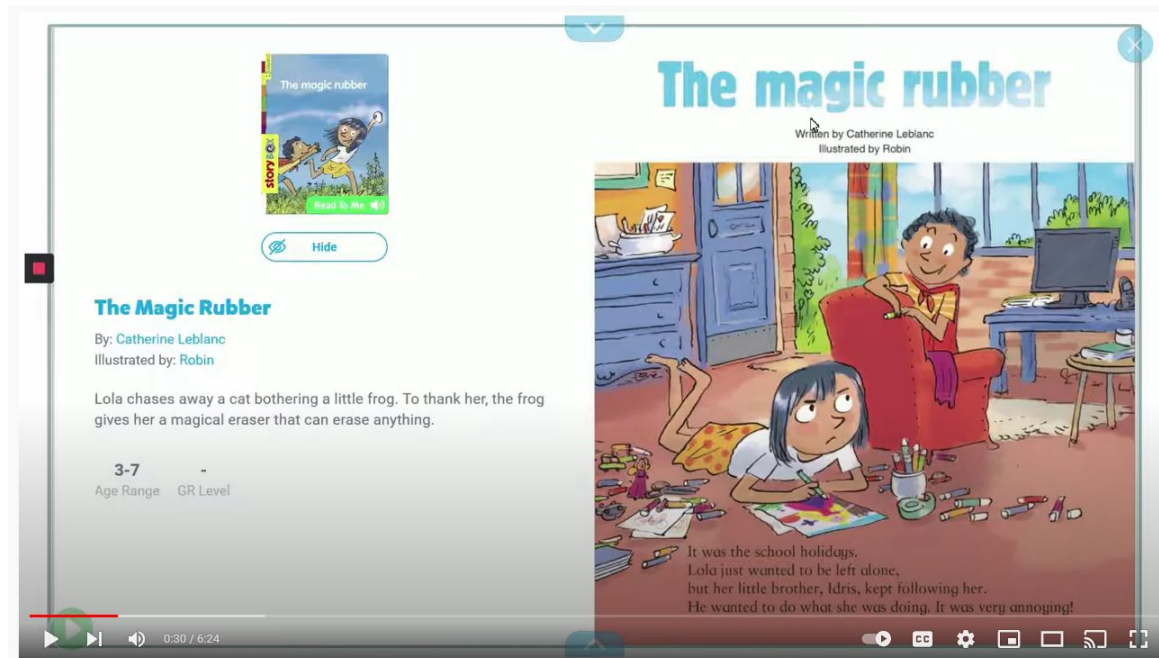 The magic rubber
storyBOX
Read To Me
Hide
The Magic Rubber
By: Catherine Leblanc
Illustrated by: Robin
Lola chases away a cat bothering a little frog. To thank her, the frog
gives her a magical eraser that can erase anything.
3-7 -
Age Range GR Level
The magic rubber
Written by Catherine Leblanc
Illustrated by Robin
It was the school holidays.
Lola just wanted to be left alone,
but her little brother, Idris, kept following her.
He wanted to do what she was doing. It was very annoying!
0:30 / 6:24
CC